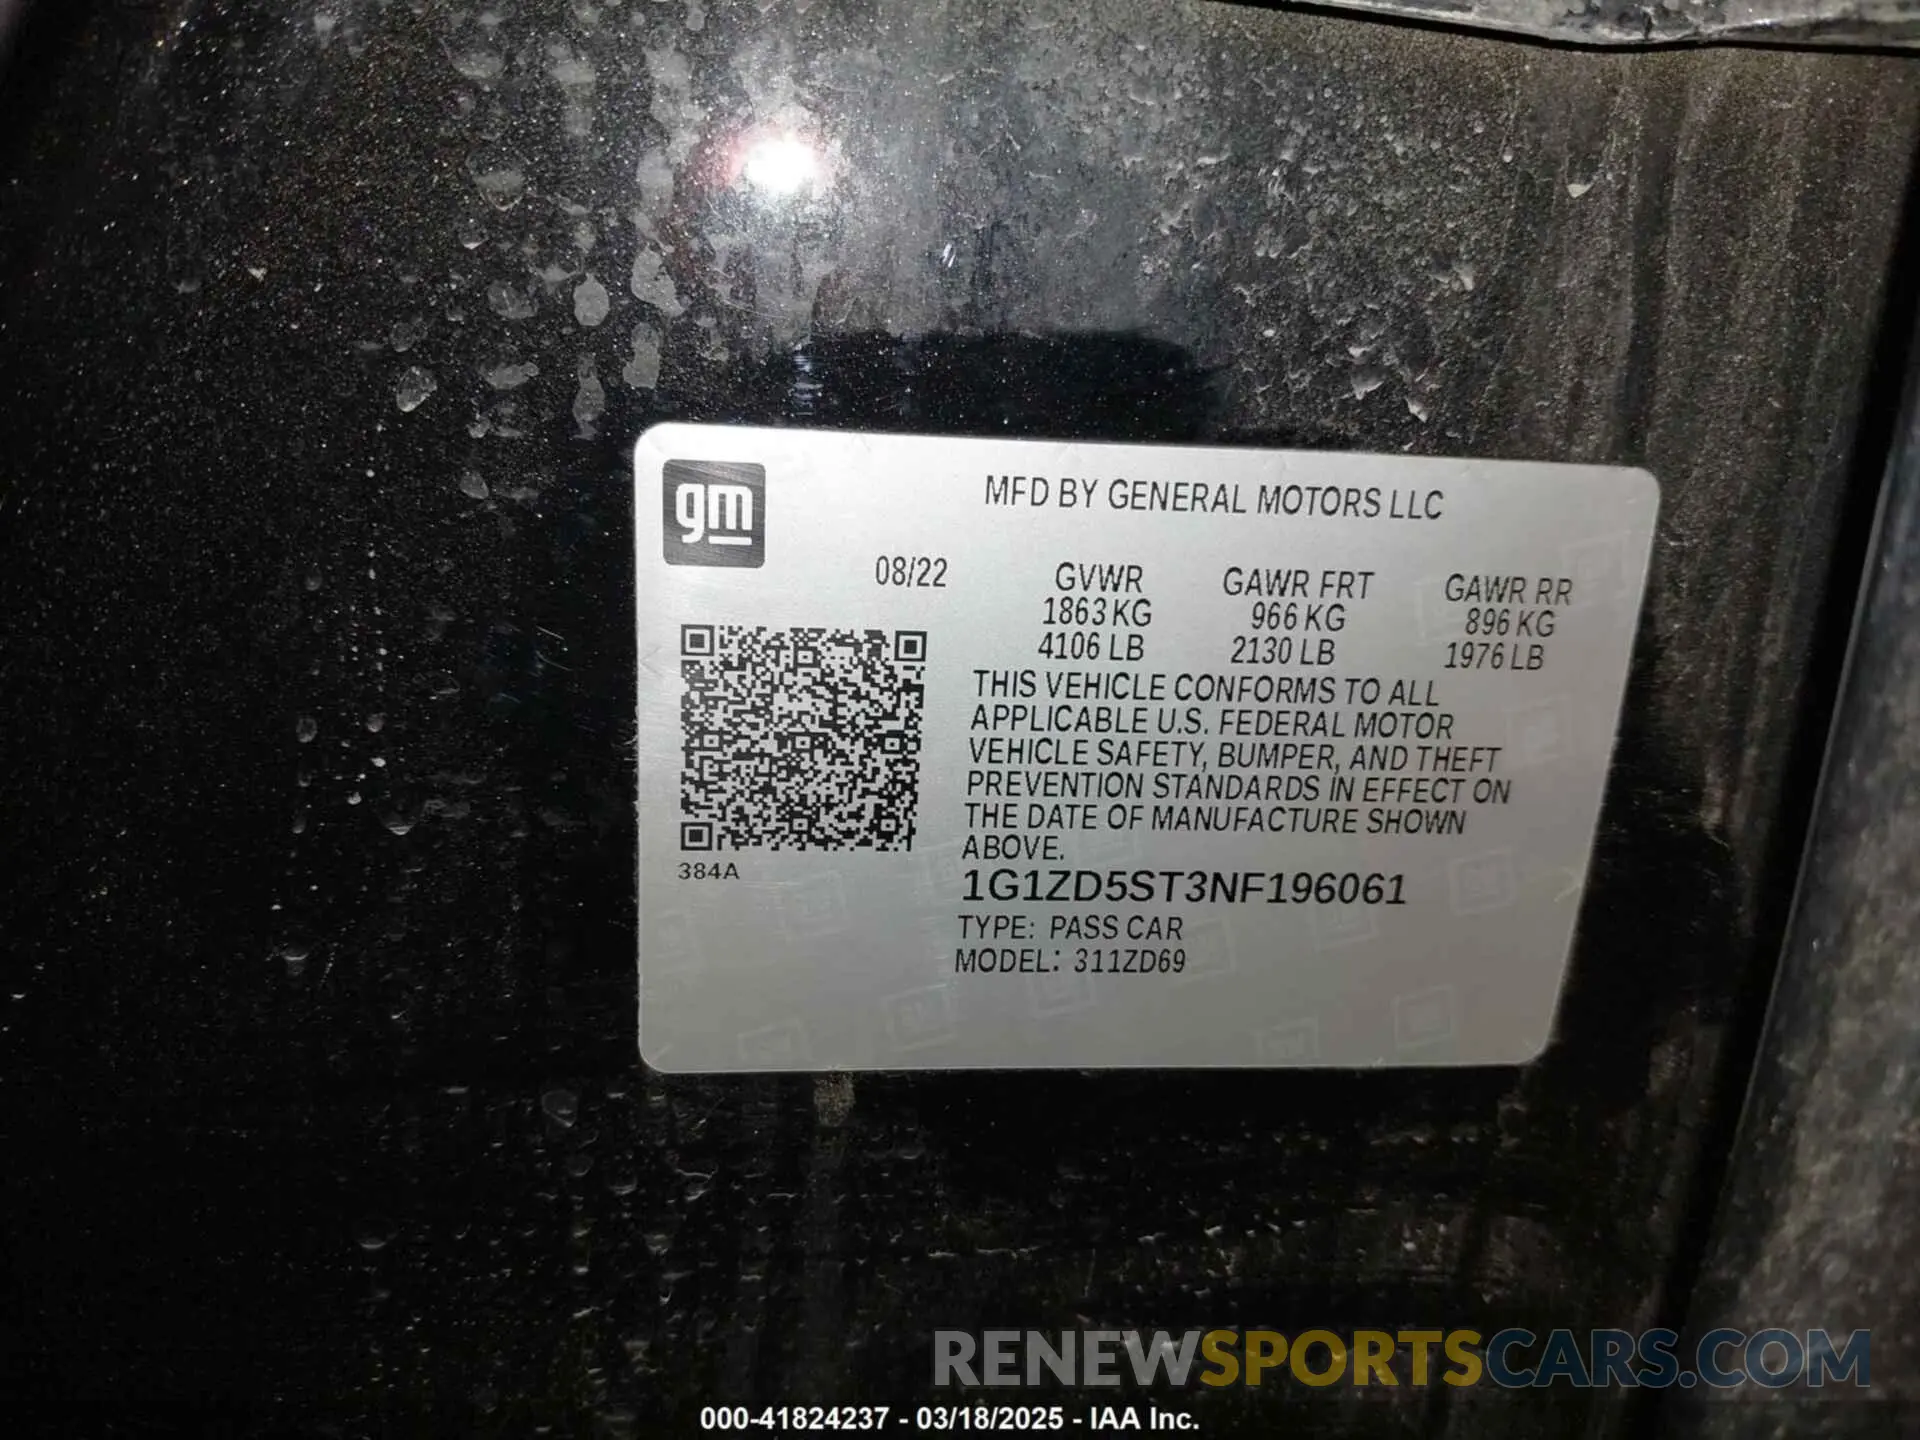 gm
MFD BY GENERAL MOTORS LLC
08/22
GVWR GAWR FRT GAWR RR
1863 KG 966 KG 896 KG
4106 LB 2130 LB 1976 LB
THIS VEHICLE CONFORMS TO ALL
APPLICABLE U.S. FEDERAL MOTOR
VEHICLE SAFETY, BUMPER, AND THEFT
PREVENTION STANDARDS IN EFFECT ON
THE DATE OF MANUFACTURE SHOWN
ABOVE.
384A
1G1ZD5ST3NF196061
TYPE: PASS CAR
MODEL: 311ZD69
RENEWSPORTSCARS.COM
000-41824237 - 03/18/2025 - IAA Inc.